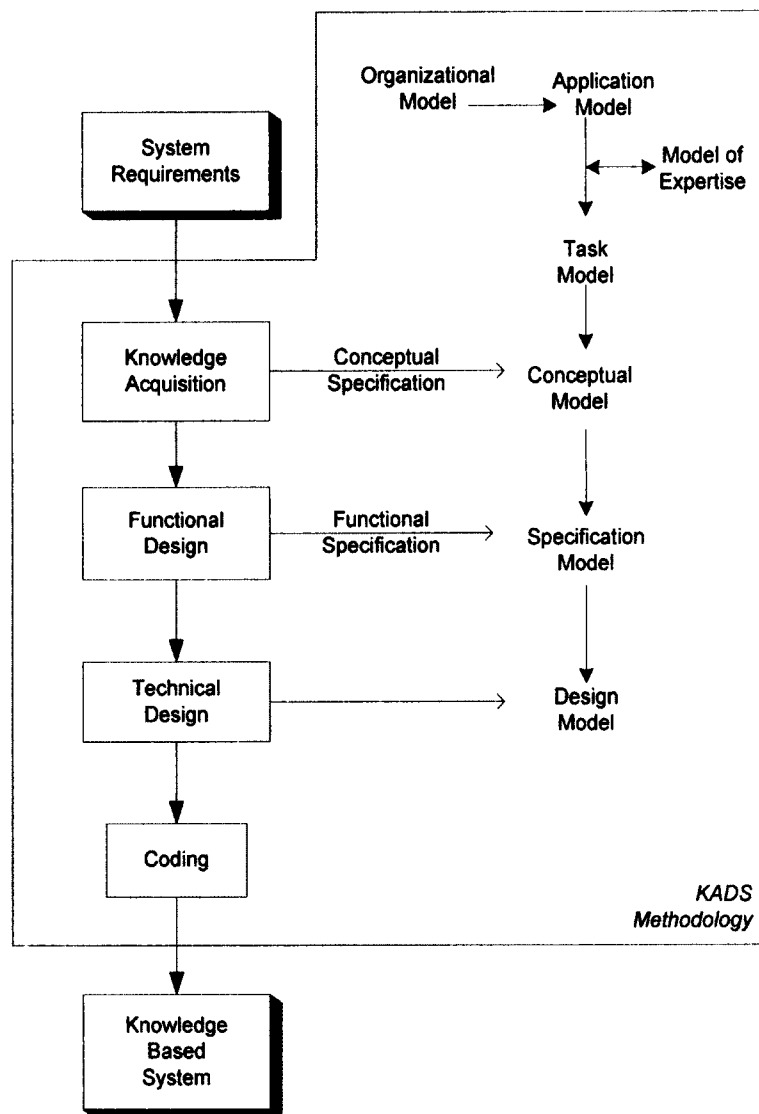 Organizational
Model
Application
Model
System
Requirements
Model of
Expertise
Task
Model
Knowledge
Acquisition
Conceptual
Specification
Conceptual
Model
Functional
Design
Functional
Specification
Specification
Model
Technical
Design
Design
Model
Coding
KADS
Methodology
Knowledge
Based
System